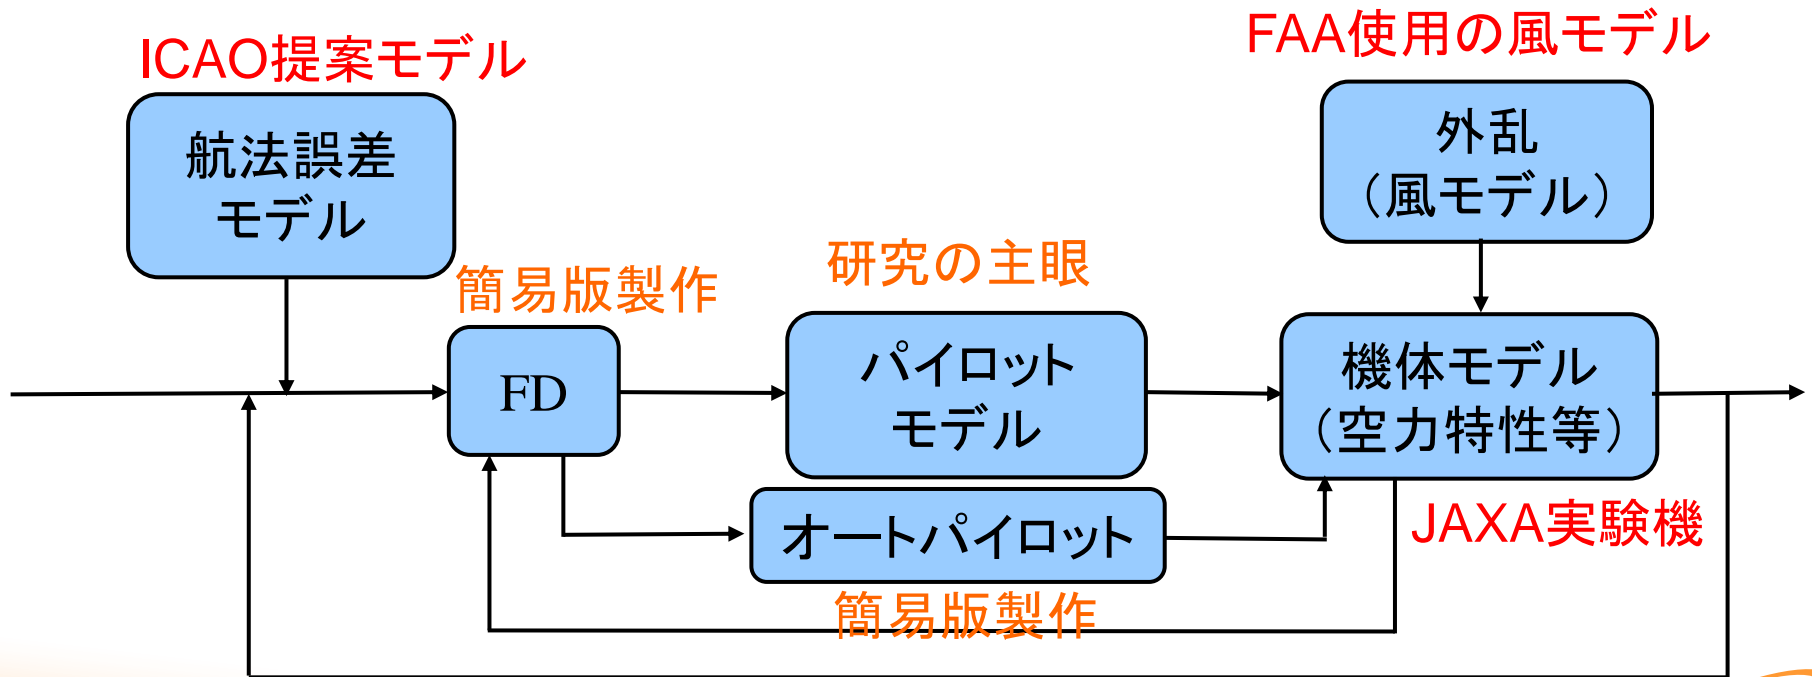 FAA使用の風モデル
ICAO提案モデル
航法誤差
モデル
外乱
（風モデル）
簡易版製作
研究の主眼
FD
パイロット
モデル
機体モデル
（空力特性等）
オートパイロット
JAXA実験機
簡易版製作